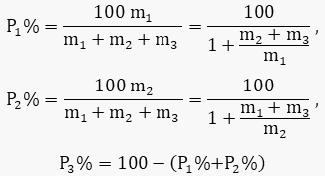 P₁% = 100 m₁ / (m₁ + m₂ + m₃) = 100 / (1 + (m₂ + m₃) / m₁) ,
P₂% = 100 m₂ / (m₁ + m₂ + m₃) = 100 / (1 + (m₁ + m₃) / m₂) ,
P₃% = 100 − (P₁%+P₂%)